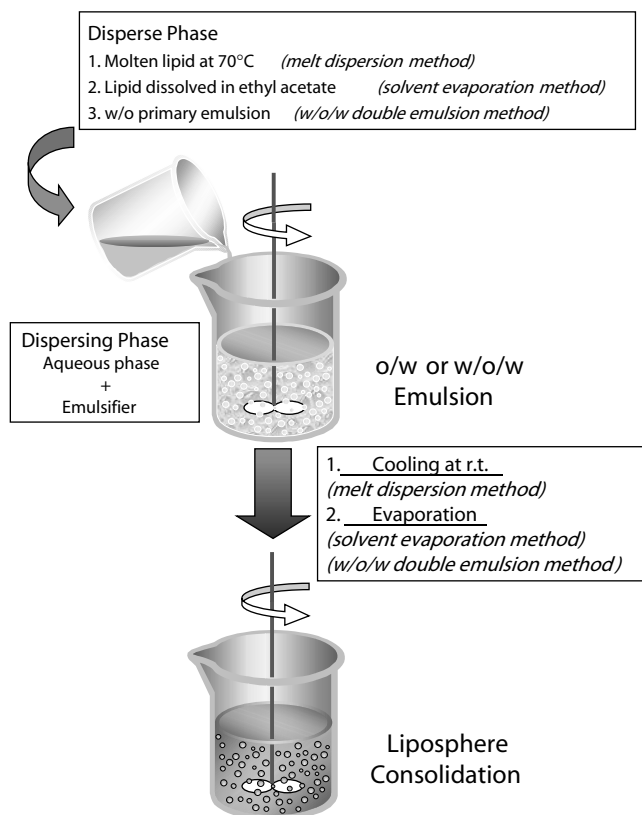 Disperse Phase
1. Molten lipid at 70°C (melt dispersion method)
2. Lipid dissolved in ethyl acetate (solvent evaporation method)
3. w/o primary emulsion (w/o/w double emulsion method)
Dispersing Phase
Aqueous phase
+
Emulsifier
o/w or w/o/w
Emulsion
1. Cooling at r.t.
(melt dispersion method)
2. Evaporation
(solvent evaporation method)
(w/o/w double emulsion method)
Liposphere
Consolidation